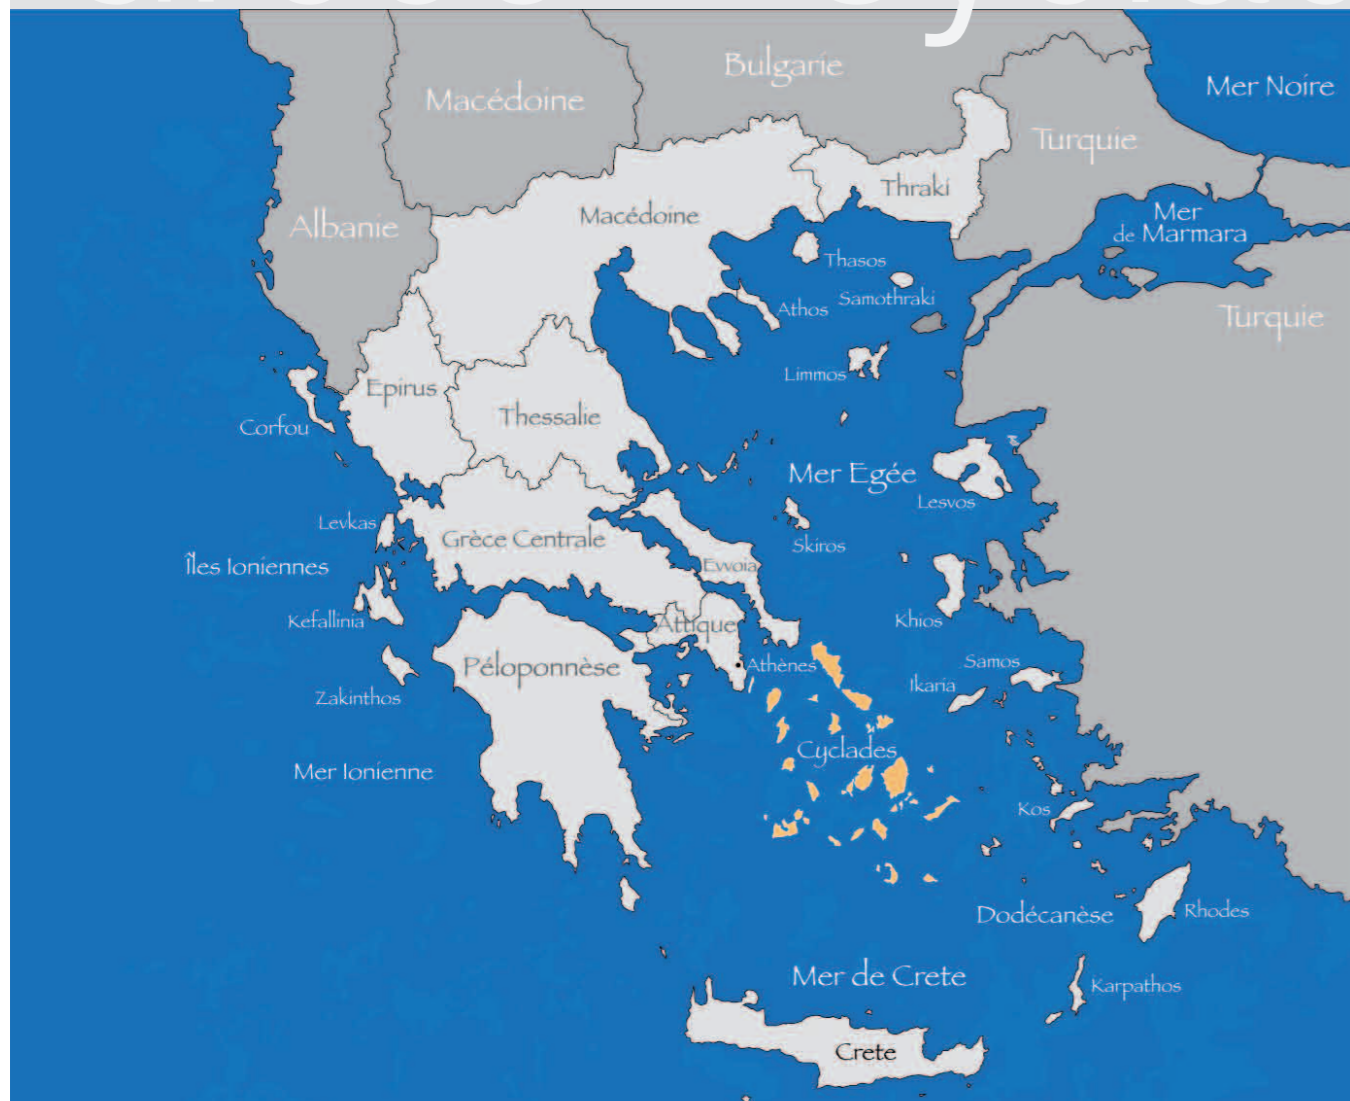 Bulgarie
Mer Noire
Macédoine
Turquie
Thraki
Macédoine
Mer
de Marmara
Albanie
Thasos
Samothraki
Athos
Turquie
Limmos
Epirus
Thessalie
Corfou
Mer Egée
Lesvos
Levkas
Grèce Centrale
Skiros
Îles Ioniennes
Evvoia
Kefallinia
Attique
Khios
Péloponnèse
Athènes
Samos
Ikaria
Zakinthos
Cyclades
Mer Ionienne
Kos
Dodécanèse
Rhodes
Mer de Crete
Karpathos
Crete